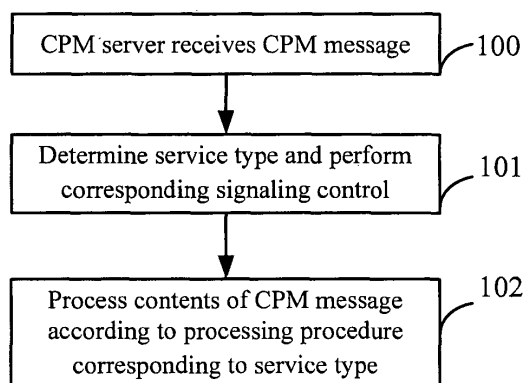 CPM server receives CPM message
100
Determine service type and perform
corresponding signaling control
101
Process contents of CPM message
according to processing procedure
corresponding to service type
102